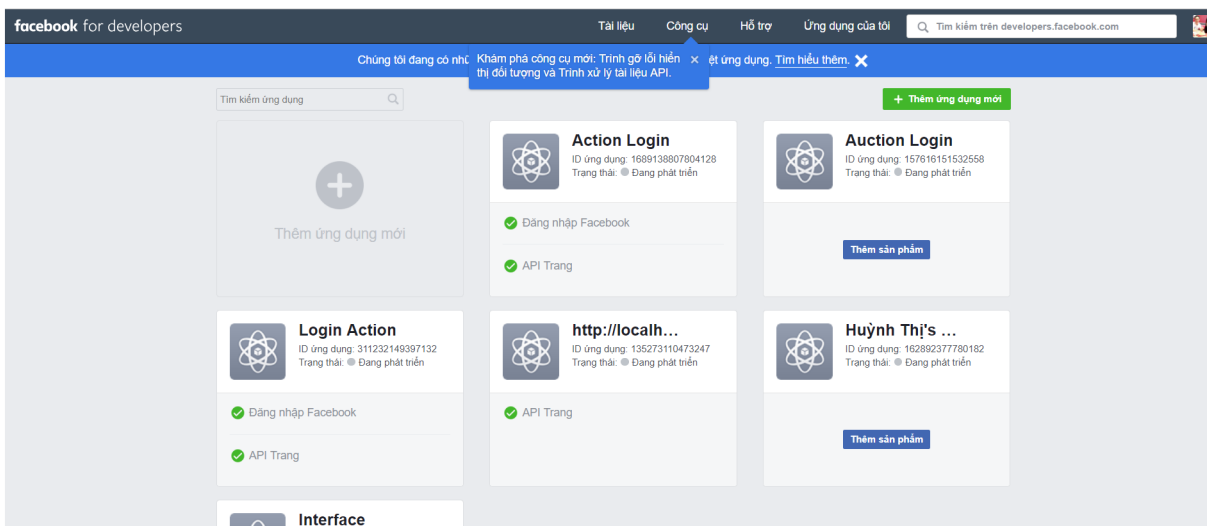 facebook for developers
Tài liệu
Công cụ
Hỗ trợ
Ứng dụng của tôi
Tìm kiếm trên developers.facebook.com
Chúng tôi đang có
ệt ứng dụng. Tìm hiểu thêm.
Khám phá công cụ mới: Trình gỡ lỗi hiển
thị đối tượng và Trình xử lý tài liệu API.
Tìm kiếm ứng dụng
+ Thêm ứng dụng mới
Thêm ứng dụng mới
Action Login
ID ứng dụng: 1689138807804128
Trạng thái: Đang phát triển
Đăng nhập Facebook
API Trang
Auction Login
ID ứng dụng: 157616151532558
Trạng thái: Đang phát triển
Thêm sản phẩm
Login Action
ID ứng dụng: 311232149397132
Trạng thái: Đang phát triển
Đăng nhập Facebook
API Trang
http://localh...
ID ứng dụng: 135273110473247
Trạng thái: Đang phát triển
API Trang
Huỳnh Thị's ...
ID ứng dụng: 162892377780182
Trạng thái: Đang phát triển
Thêm sản phẩm
Interface